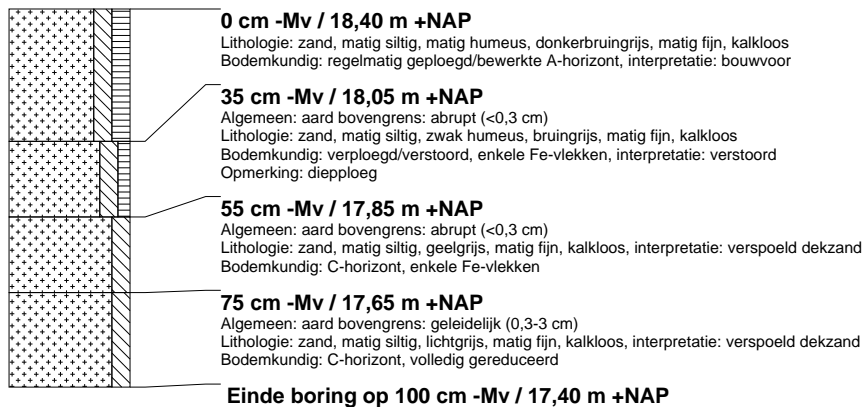 0 cm -Mv / 18,40 m +NAP
Lithologie: zand, matig siltig, matig humeus, donkerbruingrijs, matig fijn, kalkloos
Bodemkundig: regelmatig geploegd/bewerkte A-horizont, interpretatie: bouwvoor
35 cm -Mv / 18,05 m +NAP
Algemeen: aard bovengrens: abrupt (<0,3 cm)
Lithologie: zand, matig siltig, zwak humeus, bruingrijs, matig fijn, kalkloos
Bodemkundig: verploegd/verstoord, enkele Fe-vlekken, interpretatie: verstoord
Opmerking: diepploeg
55 cm -Mv / 17,85 m +NAP
Algemeen: aard bovengrens: abrupt (<0,3 cm)
Lithologie: zand, matig siltig, geelgrijs, matig fijn, kalkloos, interpretatie: verspoeld dekzand
Bodemkundig: C-horizont, enkele Fe-vlekken
75 cm -Mv / 17,65 m +NAP
Algemeen: aard bovengrens: geleidelijk (0,3-3 cm)
Lithologie: zand, matig siltig, lichtgrijs, matig fijn, kalkloos, interpretatie: verspoeld dekzand
Bodemkundig: C-horizont, volledig gereduceerd
Einde boring op 100 cm -Mv / 17,40 m +NAP